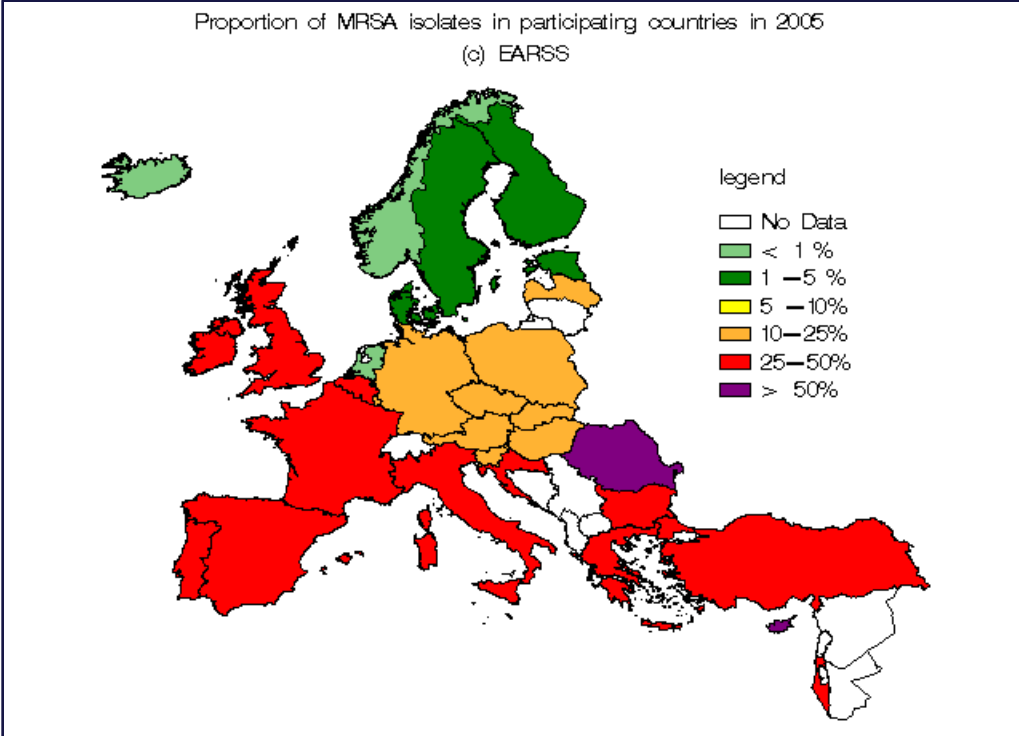 Proportion of MRSA isolates in participating countries in 2005
(c) EARSS
legend
No Data
< 1 %
1 –5 %
5 –10%
10–25%
25–50%
> 50%